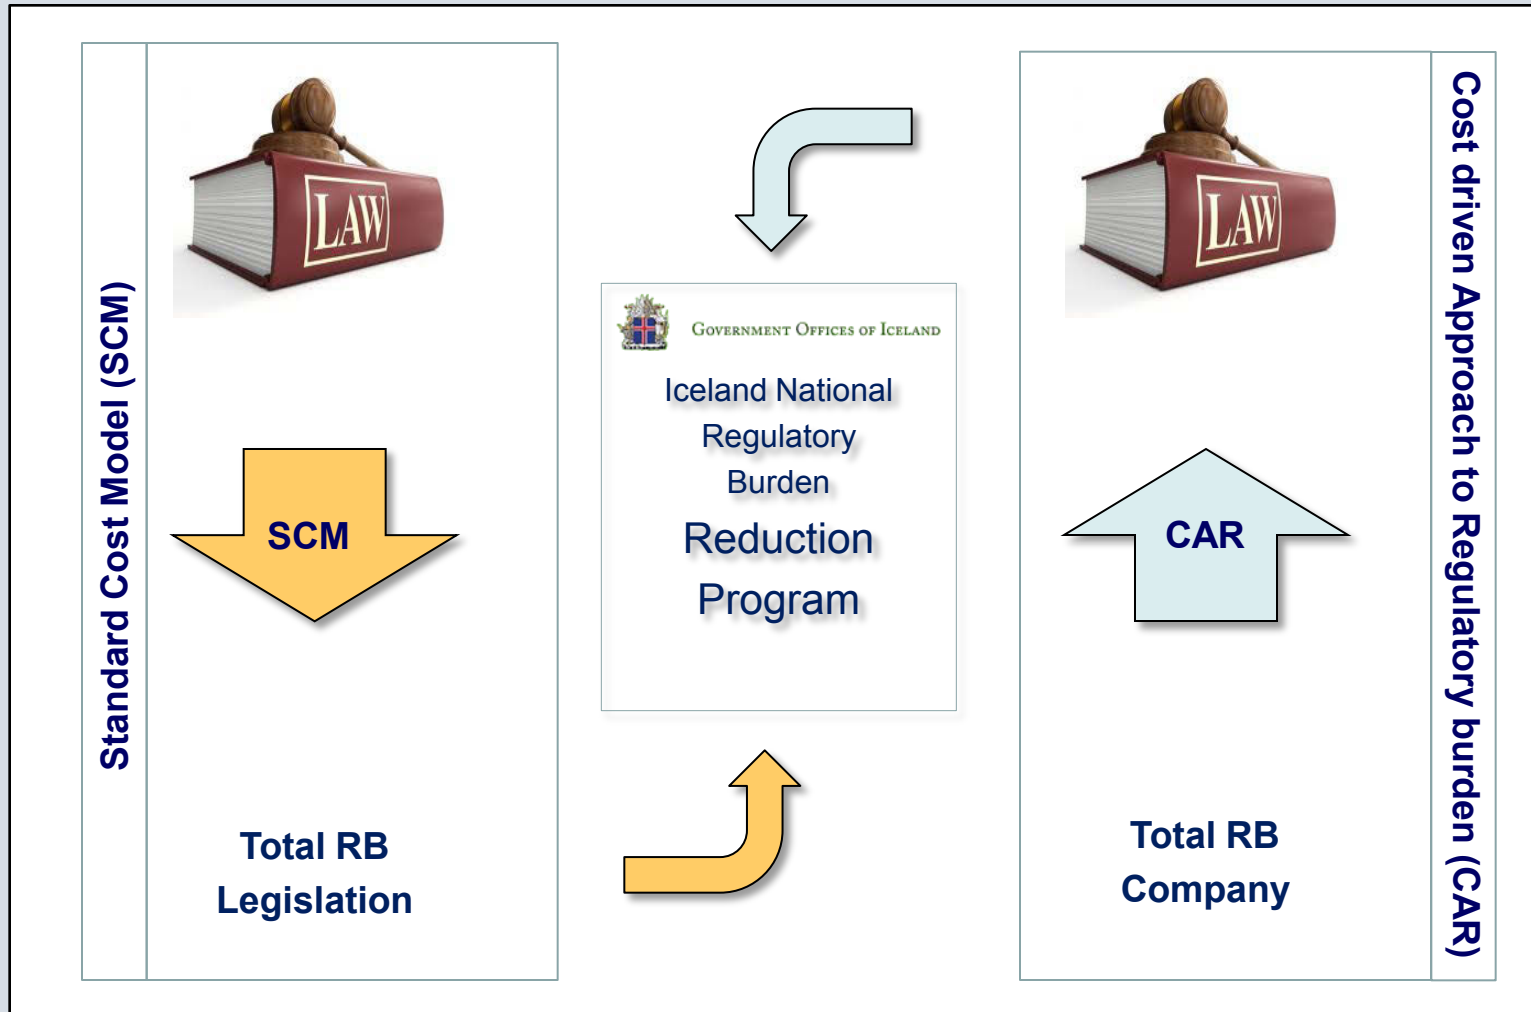 Standard Cost Model (SCM)
LAW
SCM
Total RB
Legislation
GOVERNMENT OFFICES OF ICELAND
Iceland National
Regulatory
Burden
Reduction
Program
LAW
CAR
Total RB
Company
Cost driven Approach to Regulatory burden (CAR)